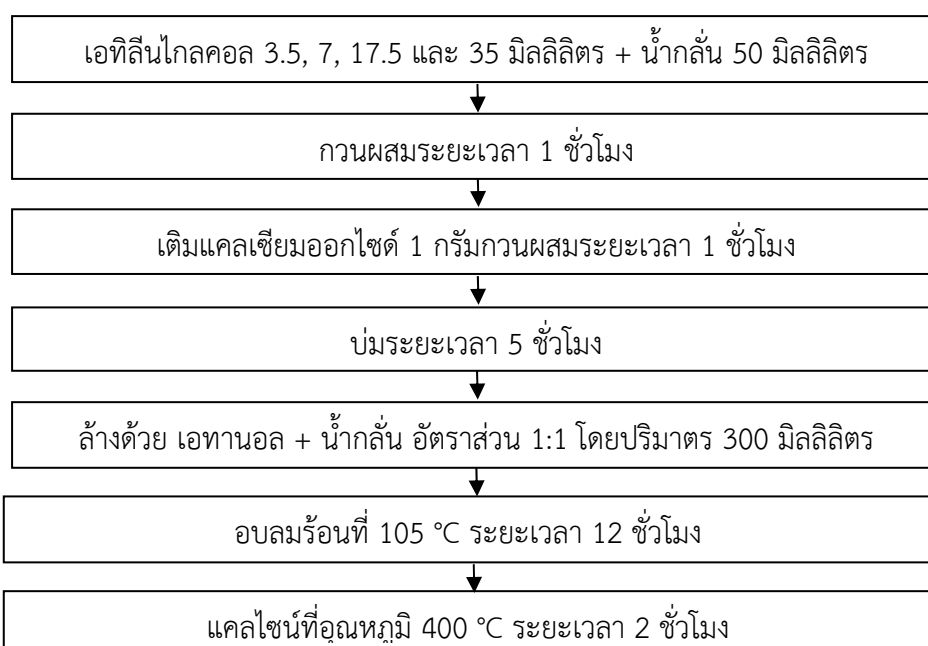 เอทิลีนไกลคอล 3.5, 7, 17.5 และ 35 มิลลิลิตร + น้ำกลั่น 50 มิลลิลิตร
กวนผสมระยะเวลา 1 ชั่วโมง
เติมแคลเซียมออกไซด์ 1 กรัมกวนผสมระยะเวลา 1 ชั่วโมง
บ่มระยะเวลา 5 ชั่วโมง
ล้างด้วย เอทานอล + น้ำกลั่น อัตราส่วน 1:1 โดยปริมาตร 300 มิลลิลิตร
อบลมร้อนที่ 105 °C ระยะเวลา 12 ชั่วโมง
แคลไซน์ที่อุณหภูมิ 400 °C ระยะเวลา 2 ชั่วโมง